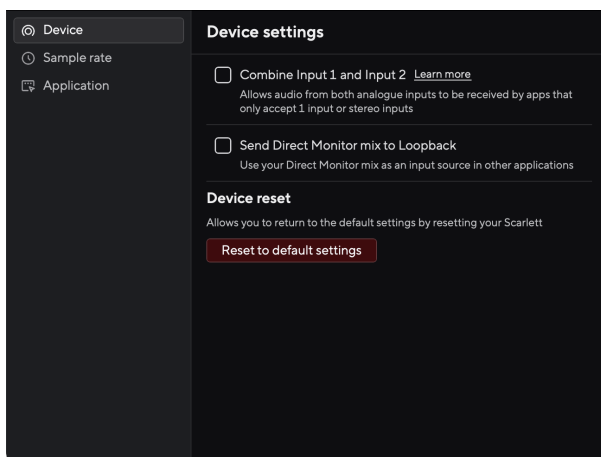 Device
Sample rate
Application
Device settings
Combine Input 1 and Input 2 Learn more
Allows audio from both analogue inputs to be received by apps that
only accept 1 input or stereo inputs
Send Direct Monitor mix to Loopback
Use your Direct Monitor mix as an input source in other applications
Device reset
Allows you to return to the default settings by resetting your Scarlett
Reset to default settings